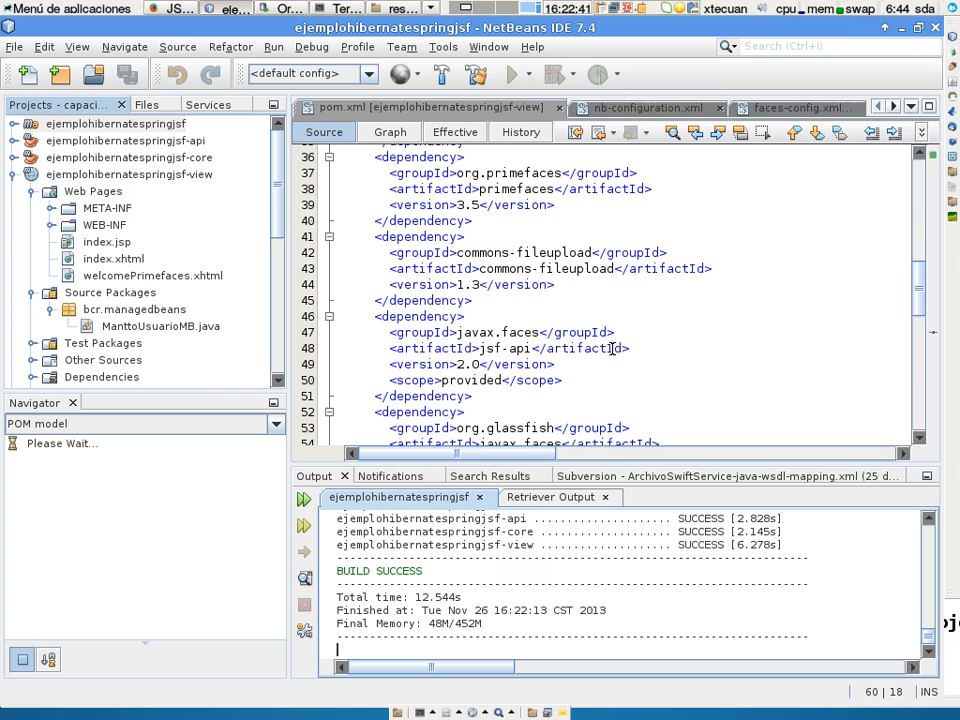 Menú de aplicaciones JS... ele... Or... Ter... res... 16:22:41 xtecuan cpu mem swap 6:44 sda
ejemplohibernatespringjsf - NetBeans IDE 7.4
File Edit View Navigate Source Refactor Run Debug Profile Team Tools Window Help Search (Ctrl+I)
<default config>
Projects - capaci... Files Services
pom.xml [ejemplohibernatespringjsf-view] nb-configuration.xml faces-config.xml...
Source Graph Effective History
ejemplohibernatespringjsf
ejemplohibernatespringjsf-api
ejemplohibernatespringjsf-core
ejemplohibernatespringjsf-view
Web Pages
META-INF
WEB-INF
index.jsp
index.xhtml
welcomePrimefaces.xhtml
Source Packages
bcr.managedbeans
ManttoUsuarioMB.java
Test Packages
Other Sources
Dependencies
36 <dependency>
37 <groupId>org.primefaces</groupId>
38 <artifactId>primefaces</artifactId>
39 <version>3.5</version>
40 </dependency>
41 <dependency>
42 <groupId>commons-fileupload</groupId>
43 <artifactId>commons-fileupload</artifactId>
44 <version>1.3</version>
45 </dependency>
46 <dependency>
47 <groupId>javax.faces</groupId>
48 <artifactId>jsf-api</artifactId>
49 <version>2.0</version>
50 <scope>provided</scope>
51 </dependency>
52 <dependency>
53 <groupId>org.glassfish</groupId>
54 <artifactId>javax.faces</artifactId>
Navigator
POM model
Please Wait...
Output Notifications Search Results Subversion - ArchivoSwiftService-java-wsdl-mapping.xml (25 d...
ejemplohibernatespringjsf Retriever Output
ejemplohibernatespringjsf-api ..................... SUCCESS [2.828s]
ejemplohibernatespringjsf-core .................... SUCCESS [2.145s]
ejemplohibernatespringjsf-view .................... SUCCESS [6.278s]
------------------------------------------------------------------------
BUILD SUCCESS
------------------------------------------------------------------------
Total time: 12.544s
Finished at: Tue Nov 26 16:22:13 CST 2013
Final Memory: 48M/452M
------------------------------------------------------------------------
60 | 18 INS